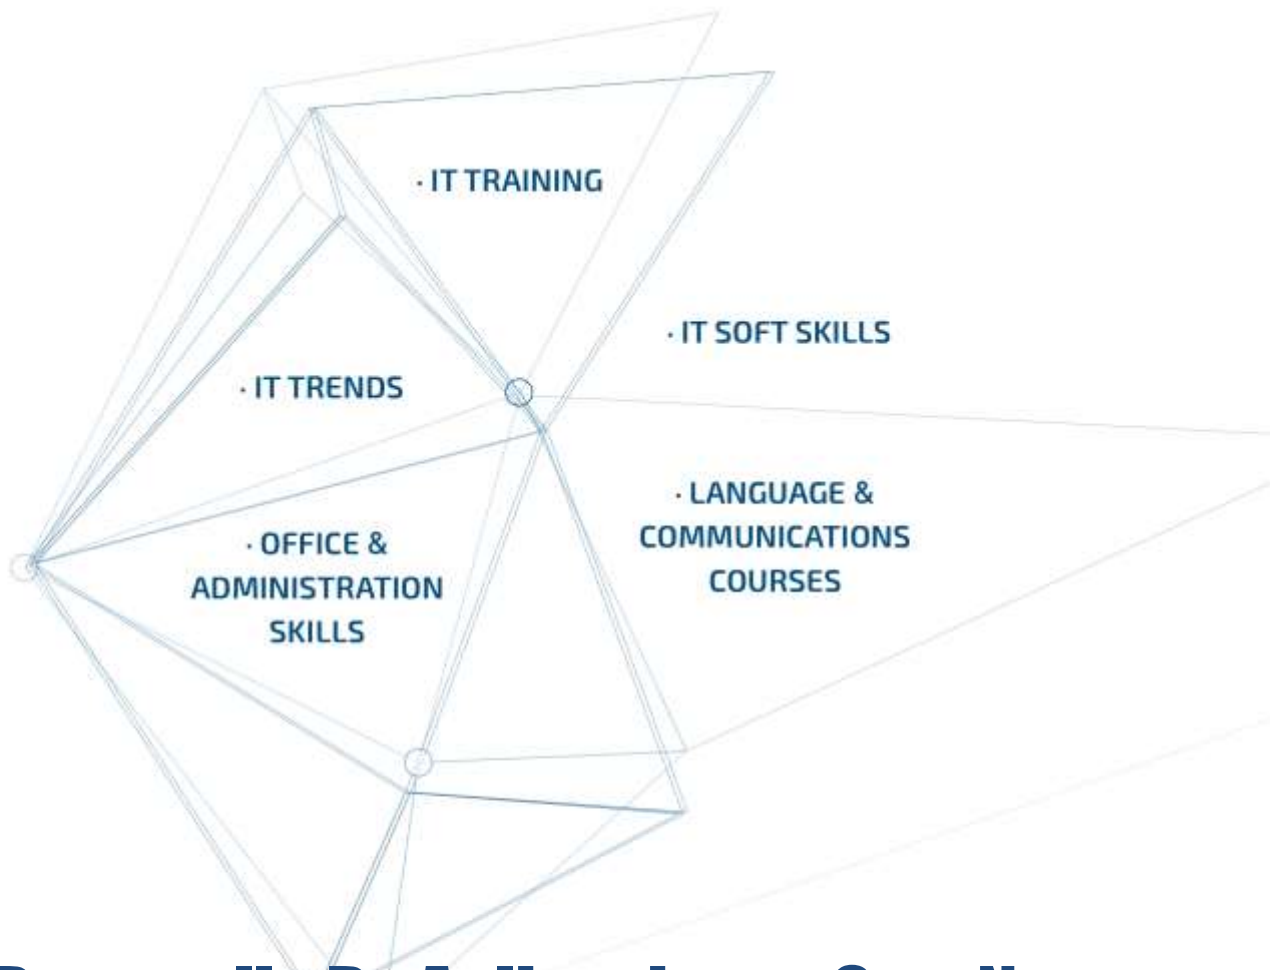 · IT TRAINING
· IT SOFT SKILLS
· IT TRENDS
· LANGUAGE &
COMMUNICATIONS
COURSES
· OFFICE &
ADMINISTRATION
SKILLS